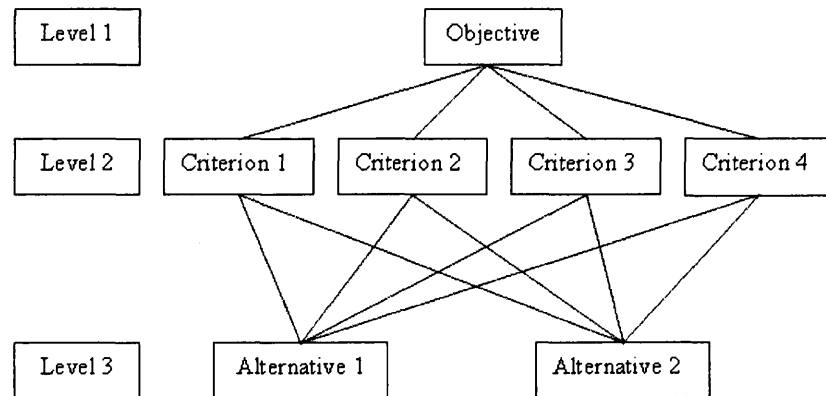 Level 1
Objective
Level 2
Criterion 1
Criterion 2
Criterion 3
Criterion 4
Level 3
Alternative 1
Alternative 2